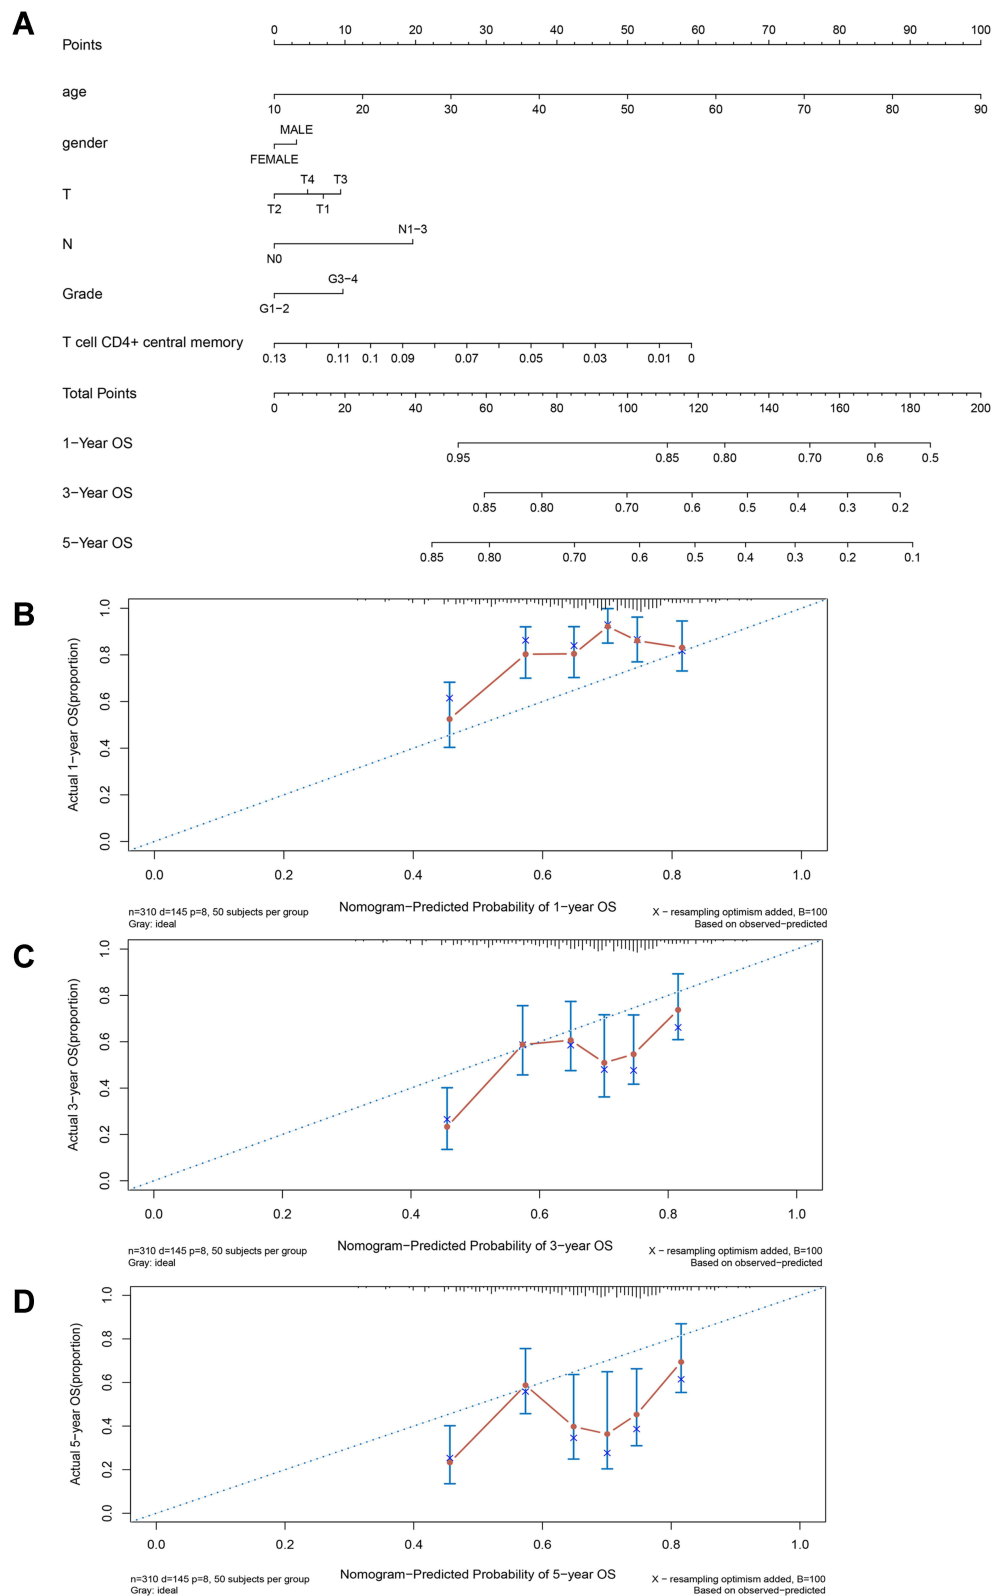 A
Points
0 10 20 30 40 50 60 70 80 90 100
age
10 20 30 40 50 60 70 80 90
gender
MALE
FEMALE
T
T4 T3
T2 T1
N
N1−3
N0
Grade
G3−4
G1−2
T cell CD4+ central memory
0.13 0.11 0.1 0.09 0.07 0.05 0.03 0.01 0
Total Points
0 20 40 60 80 100 120 140 160 180 200
1−Year OS
0.95 0.85 0.80 0.70 0.6 0.5
3−Year OS
0.85 0.80 0.70 0.6 0.5 0.4 0.3 0.2
5−Year OS
0.85 0.80 0.70 0.6 0.5 0.4 0.3 0.2 0.1
B
Actual 1−year OS(proportion)
1.0
0.8
0.6
0.4
0.2
0.0
0.0 0.2 0.4 0.6 0.8 1.0
Nomogram−Predicted Probability of 1−year OS
n=310 d=145 p=8, 50 subjects per group
Gray: ideal
X − resampling optimism added, B=100
Based on observed−predicted
C
Actual 3−year OS(proportion)
1.0
0.8
0.6
0.4
0.2
0.0
0.0 0.2 0.4 0.6 0.8 1.0
Nomogram−Predicted Probability of 3−year OS
n=310 d=145 p=8, 50 subjects per group
Gray: ideal
X − resampling optimism added, B=100
Based on observed−predicted
D
Actual 5−year OS(proportion)
1.0
0.8
0.6
0.4
0.2
0.0
0.0 0.2 0.4 0.6 0.8 1.0
Nomogram−Predicted Probability of 5−year OS
n=310 d=145 p=8, 50 subjects per group
Gray: ideal
X − resampling optimism added, B=100
Based on observed−predicted